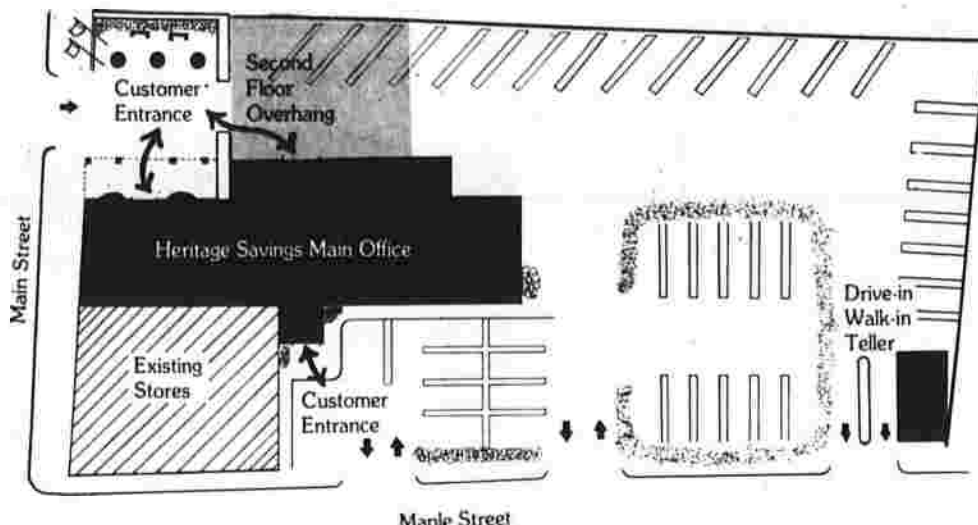 Second
Floor
Overhang
Customer
Entrance
Main Street
Heritage Savings Main Office
Drive-in
Walk-in
Teller
Existing
Stores
Customer
Entrance
Maple Street